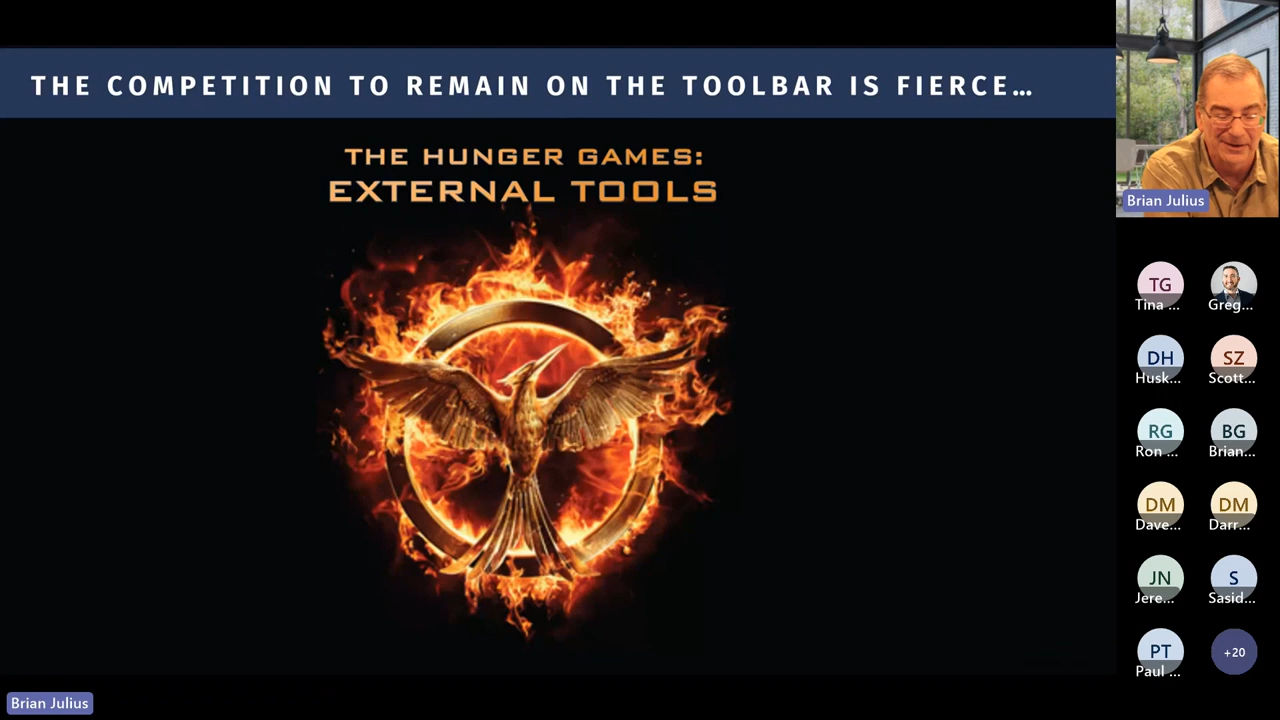 THE COMPETITION TO REMAIN ON THE TOOLBAR IS FIERCE…
THE HUNGER GAMES:
EXTERNAL TOOLS
Brian Julius
TG
Tina ...
Greg...
DH
Husk...
SZ
Scott...
RG
Ron ...
BG
Brian...
DM
Dave...
DM
Darr...
JN
Jere...
S
Sasid...
PT
Paul ...
+20
Brian Julius